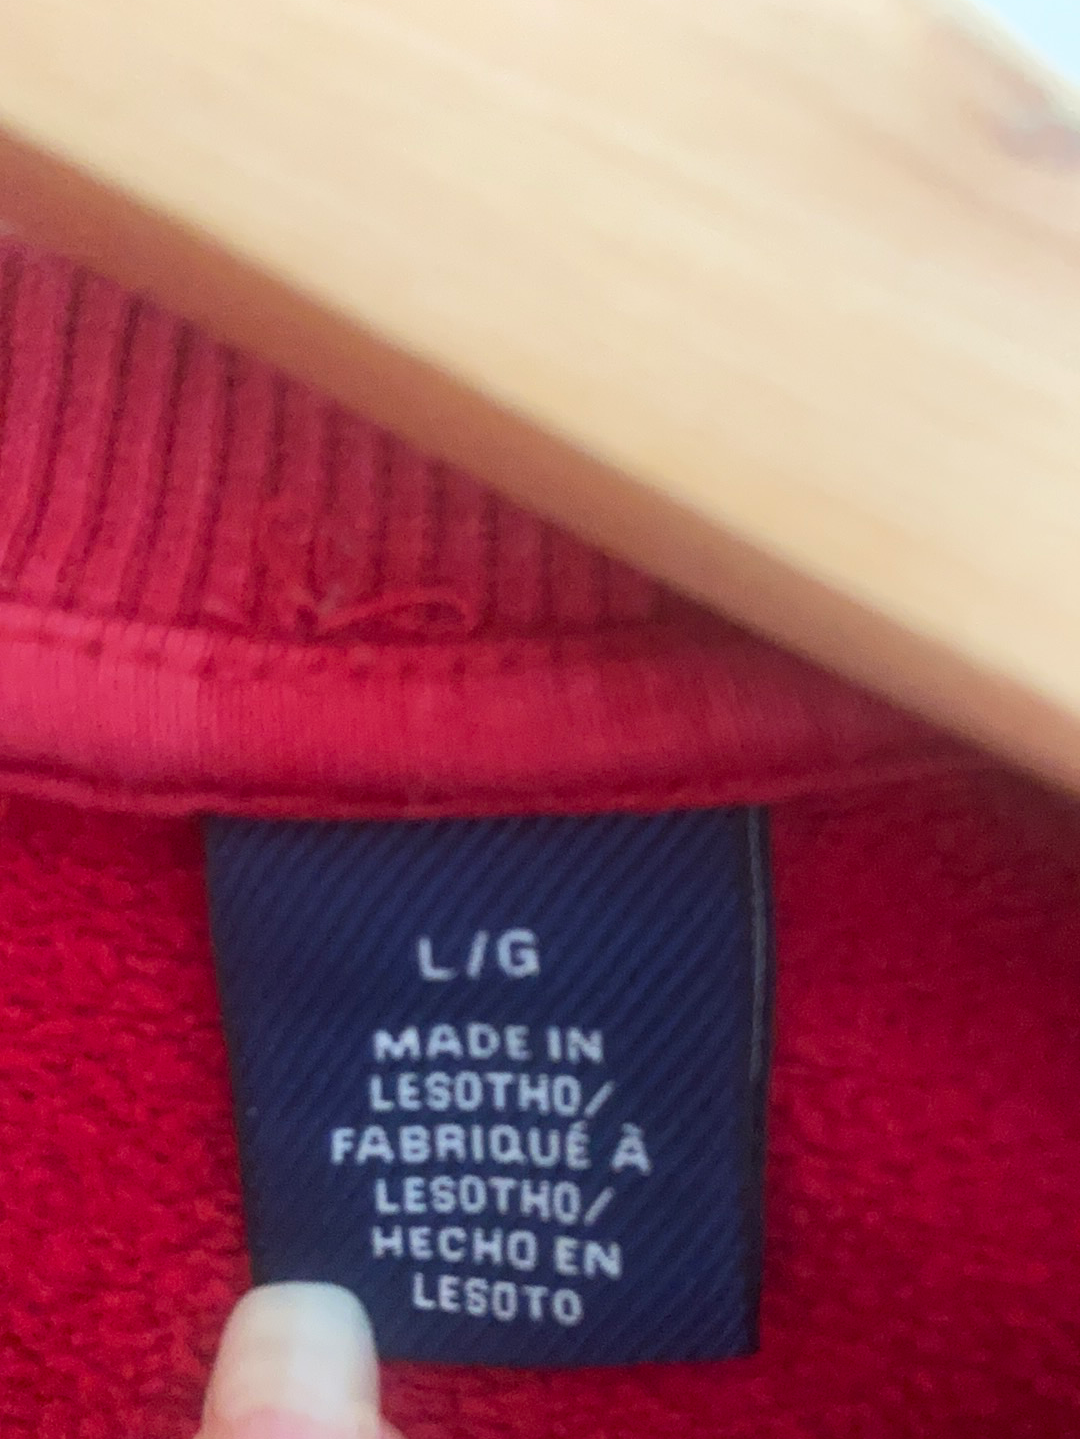 L/G
MADE IN
LESOTHO/
FABRIQUÉ À
LESOTHO/
HECHO EN
LESOTO